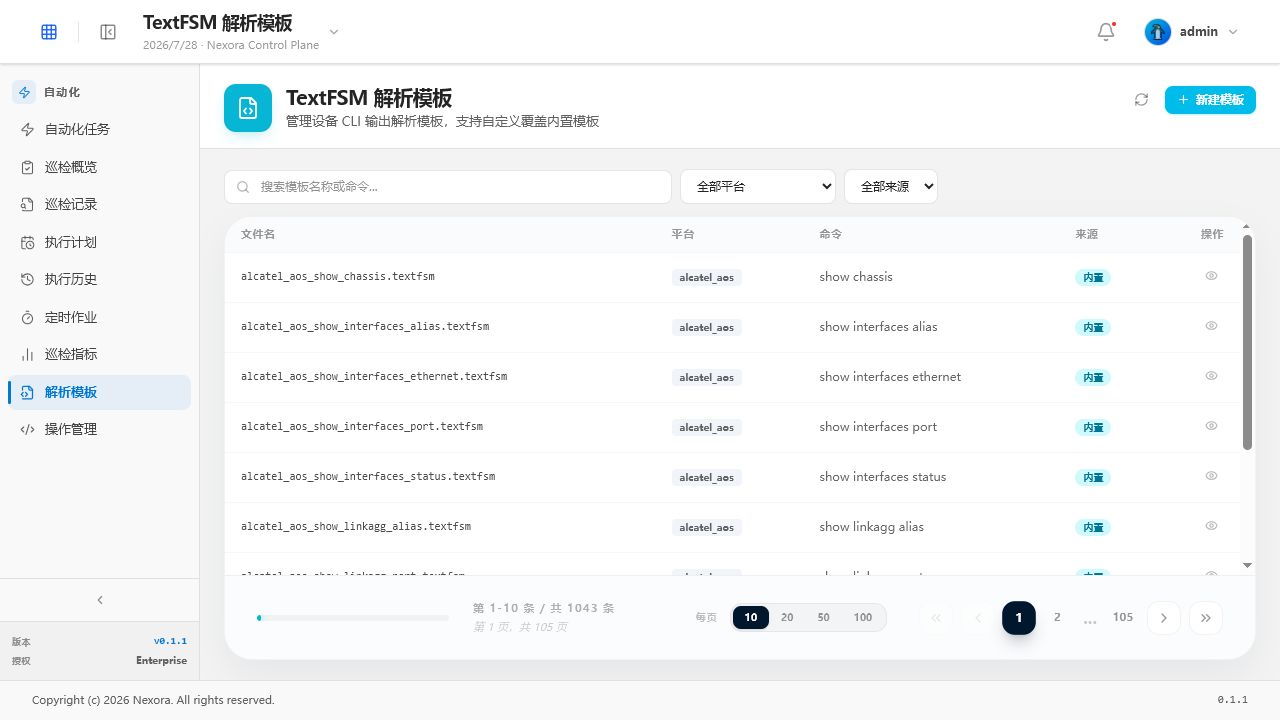 TextFSM 解析模板
2026/7/28 · Nexora Control Plane
admin
自动化
自动化任务
巡检概览
巡检记录
执行计划
执行历史
定时作业
巡检指标
解析模板
操作管理
版本 v0.1.1
授权 Enterprise
TextFSM 解析模板
管理设备 CLI 输出解析模板，支持自定义覆盖内置模板
新建模板
搜索模板名称或命令...
全部平台
全部来源
文件名 平台 命令 来源 操作
alcatel_aos_show_chassis.textfsm alcatel_aos show chassis 内置
alcatel_aos_show_interfaces_alias.textfsm alcatel_aos show interfaces alias 内置
alcatel_aos_show_interfaces_ethernet.textfsm alcatel_aos show interfaces ethernet 内置
alcatel_aos_show_interfaces_port.textfsm alcatel_aos show interfaces port 内置
alcatel_aos_show_interfaces_status.textfsm alcatel_aos show interfaces status 内置
alcatel_aos_show_linkagg_alias.textfsm alcatel_aos show linkagg alias 内置
第 1-10 条 / 共 1043 条
第 1 页，共 105 页
每页 10 20 50 100
1 2 ... 105
Copyright (c) 2026 Nexora. All rights reserved.
0.1.1